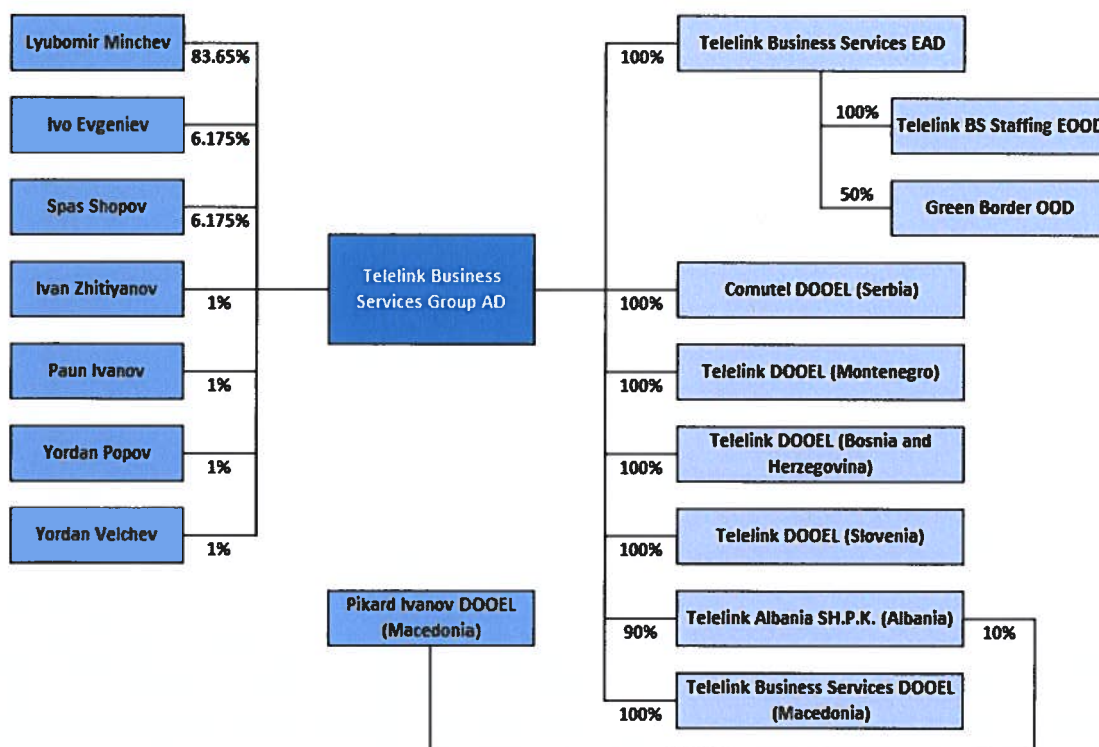 Lyubomir Minchev
83.65%
Ivo Evgeniev
6.175%
Spas Shopov
6.175%
Ivan Zhitiyanov
1%
Paun Ivanov
1%
Yordan Popov
1%
Yordan Velchev
1%
Telelink Business
Services Group AD
Pikard Ivanov DOOEL
(Macedonia)
100%
Telelink Business Services EAD
100%
Telelink BS Staffing EOOD
50%
Green Border OOD
100%
Comutel DOOEL (Serbia)
100%
Telelink DOOEL (Montenegro)
100%
Telelink DOOEL (Bosnia and
Herzegovina)
100%
Telelink DOOEL (Slovenia)
90%
Telelink Albania SH.P.K. (Albania)
10%
100%
Telelink Business Services DOOEL
(Macedonia)